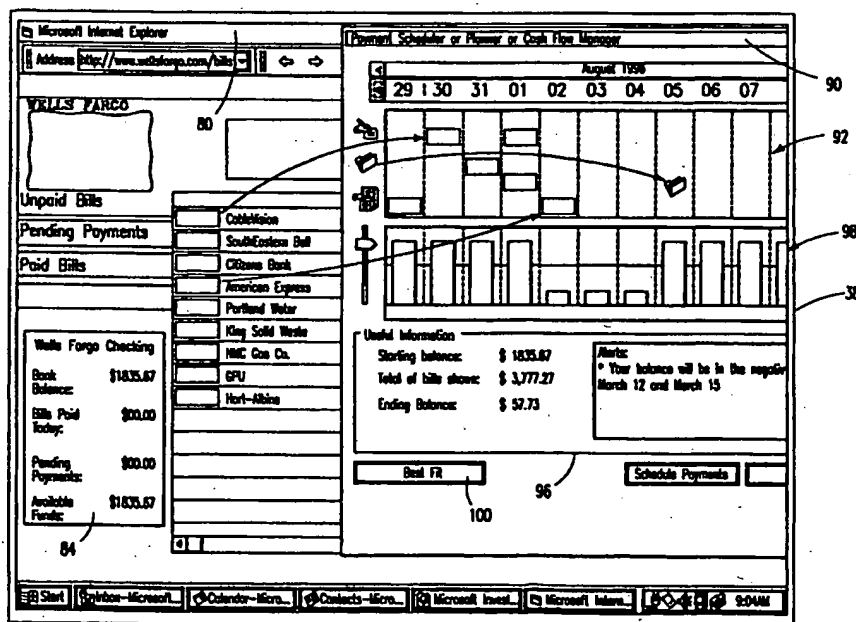 Microsoft Internet Explorer
Address http://www.wellsfargo.com/bills
WELLS FARGO
80
Unpaid Bills
Pending Payments
Paid Bills
CableVision
SouthEastern Bell
Citizens Bank
American Express
Portland Water
King Solid Waste
NMC Gas Co.
GPU
Hart-Albins
Wells Fargo Checking
Bank Balance: $1835.67
Bills Paid Today: $00.00
Pending Payments: $00.00
Available Funds: $1835.67
84
Payment Scheduler or Planner or Cash Flow Manager
90
August 1998
29 30 31 01 02 03 04 05 06 07
92
98
38
Useful Information
Starting balance: $ 1835.67
Total of bills shown: $ 3,777.27
Ending Balance: $ 57.73
Alerts:
* Your balance will be in the negativ
March 12 and March 15
96
Best Fit
100
Schedule Payments
Start
Inbox-Microsoft...
Calendar-Micro...
Contacts-Micro...
Microsoft Invest...
Microsoft Intern...
9:04AM